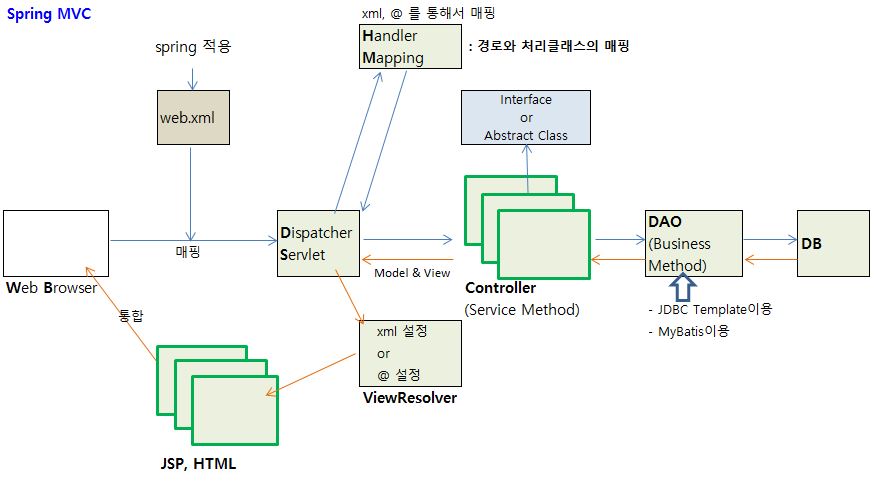 Spring MVC
xml, @ 를 통해서 매핑
Handler
Mapping
: 경로와 처리클래스의 매핑
spring 적용
web.xml
Interface
or
Abstract Class
매핑
Dispatcher
Servlet
Model & View
Web Browser
Controller
(Service Method)
DAO
(Business
Method)
DB
- JDBC Template이용
- MyBatis이용
통합
xml 설정
or
@ 설정
ViewResolver
JSP, HTML